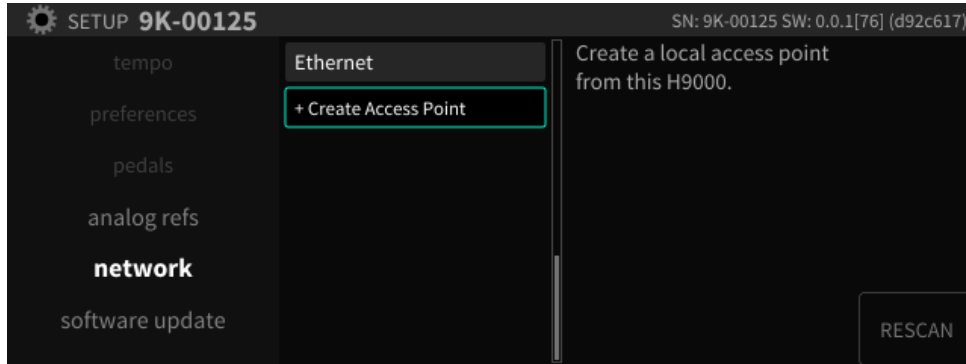 SETUP 9K-00125
SN: 9K-00125 SW: 0.0.1[76] (d92c617)
tempo
preferences
pedals
analog refs
network
software update
Ethernet
+ Create Access Point
Create a local access point
from this H9000.
RESCAN